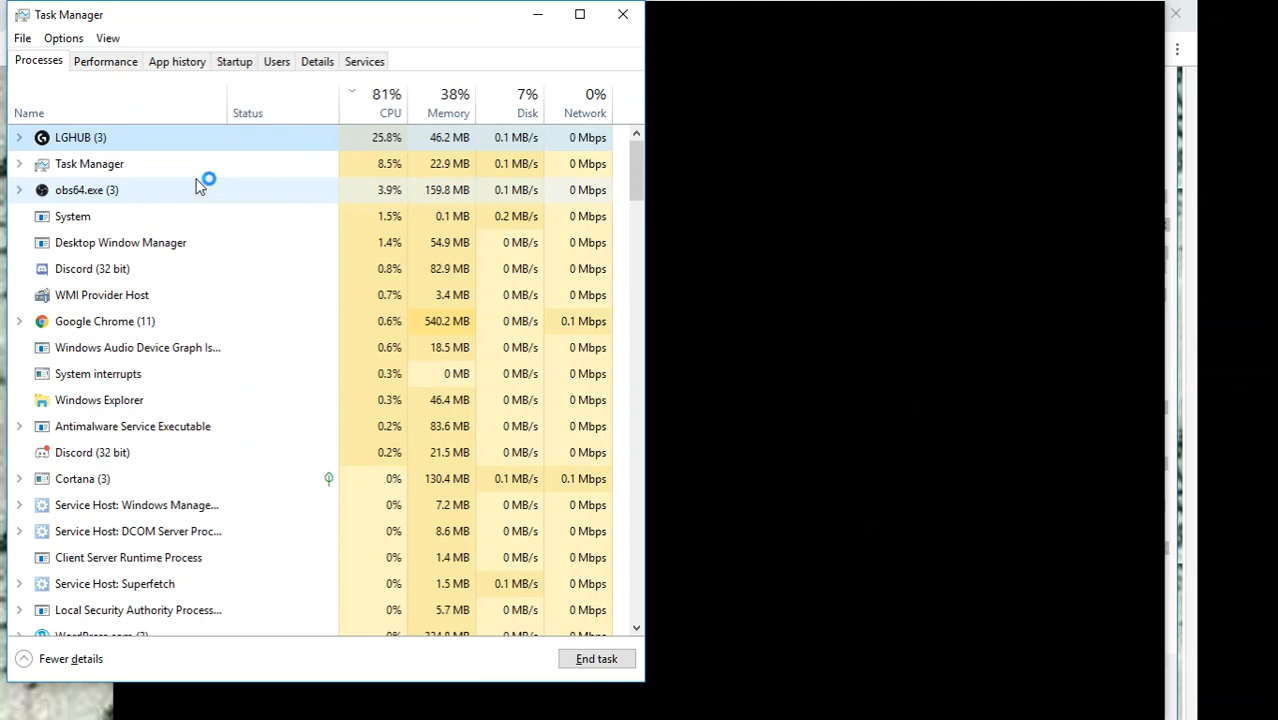 Task Manager
File Options View
Processes Performance App history Startup Users Details Services
81% 38% 7% 0%
Name Status CPU Memory Disk Network
LGHUB (3) 25.8% 46.2 MB 0.1 MB/s 0 Mbps
Task Manager 8.5% 22.9 MB 0.1 MB/s 0 Mbps
obs64.exe (3) 3.9% 159.8 MB 0.1 MB/s 0 Mbps
System 1.5% 0.1 MB 0.2 MB/s 0 Mbps
Desktop Window Manager 1.4% 54.9 MB 0 MB/s 0 Mbps
Discord (32 bit) 0.8% 82.9 MB 0 MB/s 0 Mbps
WMI Provider Host 0.7% 3.4 MB 0 MB/s 0 Mbps
Google Chrome (11) 0.6% 540.2 MB 0 MB/s 0.1 Mbps
Windows Audio Device Graph Is... 0.6% 18.5 MB 0 MB/s 0 Mbps
System interrupts 0.3% 0 MB 0 MB/s 0 Mbps
Windows Explorer 0.3% 46.4 MB 0 MB/s 0 Mbps
Antimalware Service Executable 0.2% 83.6 MB 0 MB/s 0 Mbps
Discord (32 bit) 0.2% 21.5 MB 0 MB/s 0 Mbps
Cortana (3) 0% 130.4 MB 0.1 MB/s 0.1 Mbps
Service Host: Windows Manage... 0% 7.2 MB 0 MB/s 0 Mbps
Service Host: DCOM Server Proc... 0% 8.6 MB 0 MB/s 0 Mbps
Client Server Runtime Process 0% 1.4 MB 0 MB/s 0 Mbps
Service Host: Superfetch 0% 1.5 MB 0.1 MB/s 0 Mbps
Local Security Authority Process... 0% 5.7 MB 0 MB/s 0 Mbps
Fewer details End task